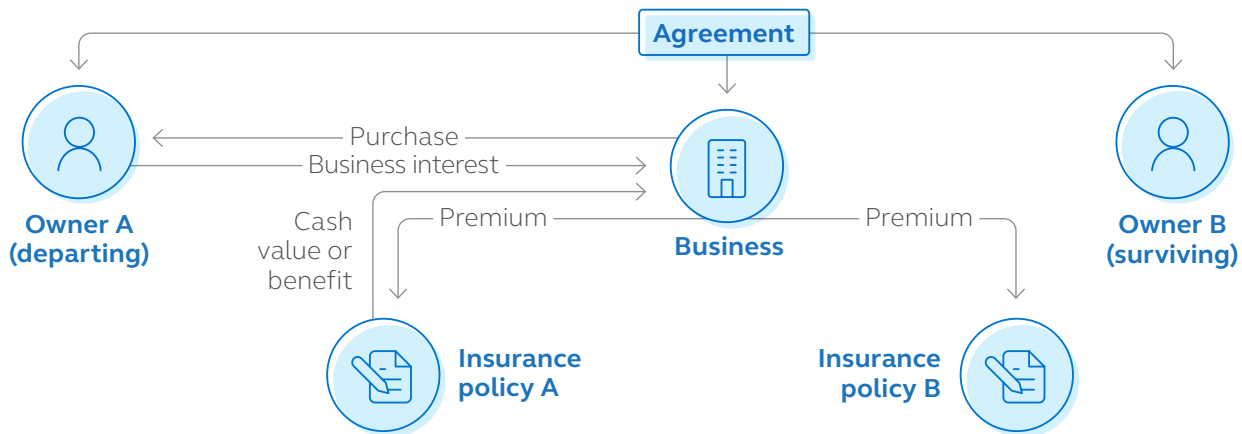 Agreement
Purchase
Business interest
Owner A
(departing)
Cash
value or
benefit
Premium
Business
Premium
Owner B
(surviving)
Insurance
policy A
Insurance
policy B